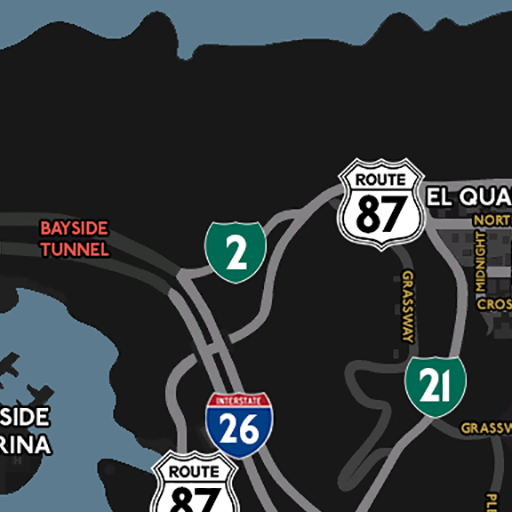 ROUTE
87
EL QUA
NORT
BAYSIDE
TUNNEL
2
MIDNIGHT
GRASSWAY
CROS
21
SIDE
RINA
INTERSTATE
26
GRASSW
ROUTE
87
PL